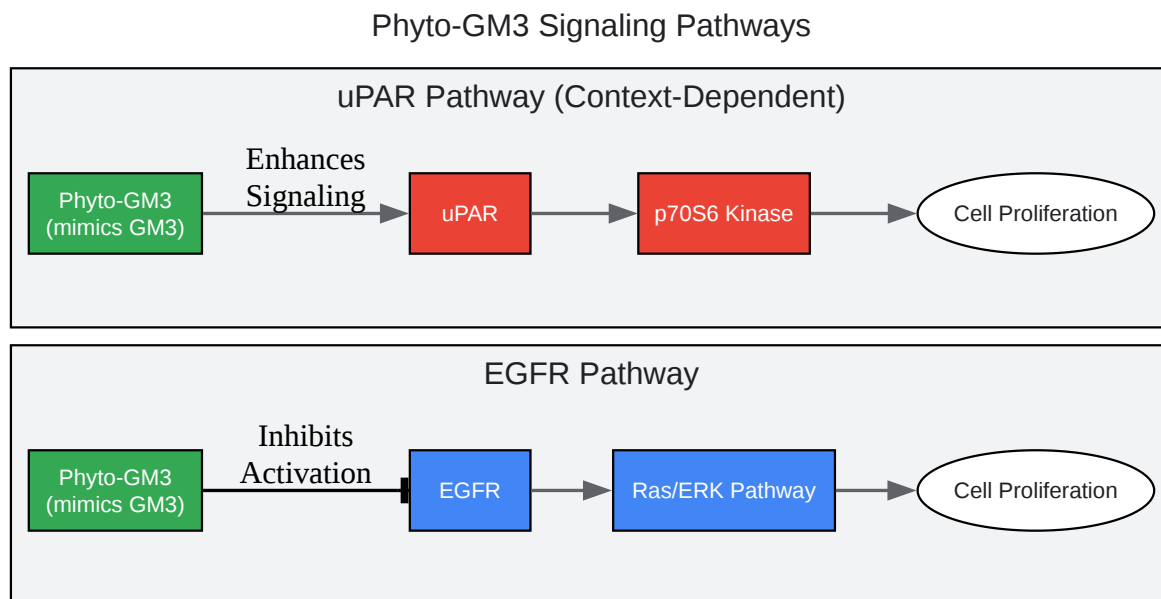 Phyto-GM3 Signaling Pathways
uPAR Pathway (Context-Dependent)
Enhances
Signaling
Phyto-GM3
(mimics GM3)
uPAR
p70S6 Kinase
Cell Proliferation
EGFR Pathway
Inhibits
Activation
Phyto-GM3
(mimics GM3)
EGFR
Ras/ERK Pathway
Cell Proliferation